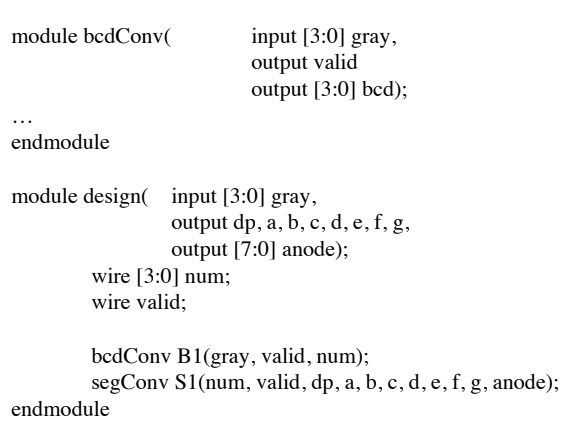 module bcdConv( input [3:0] gray,
output valid
output [3:0] bcd);
…
endmodule
module design( input [3:0] gray,
output dp, a, b, c, d, e, f, g,
output [7:0] anode);
wire [3:0] num;
wire valid;
bcdConv B1(gray, valid, num);
segConv S1(num, valid, dp, a, b, c, d, e, f, g, anode);
endmodule